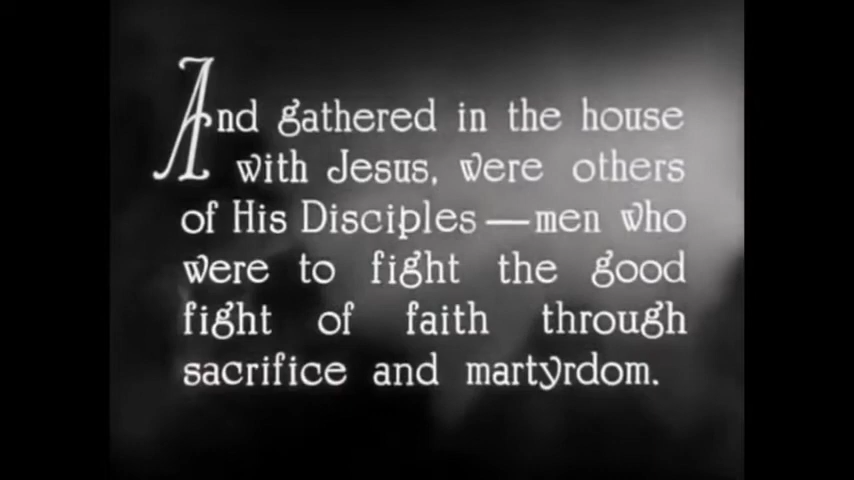 And gathered in the house
with Jesus, were others
of His Disciples—men who
were to fight the good
fight of faith through
sacrifice and martyrdom.